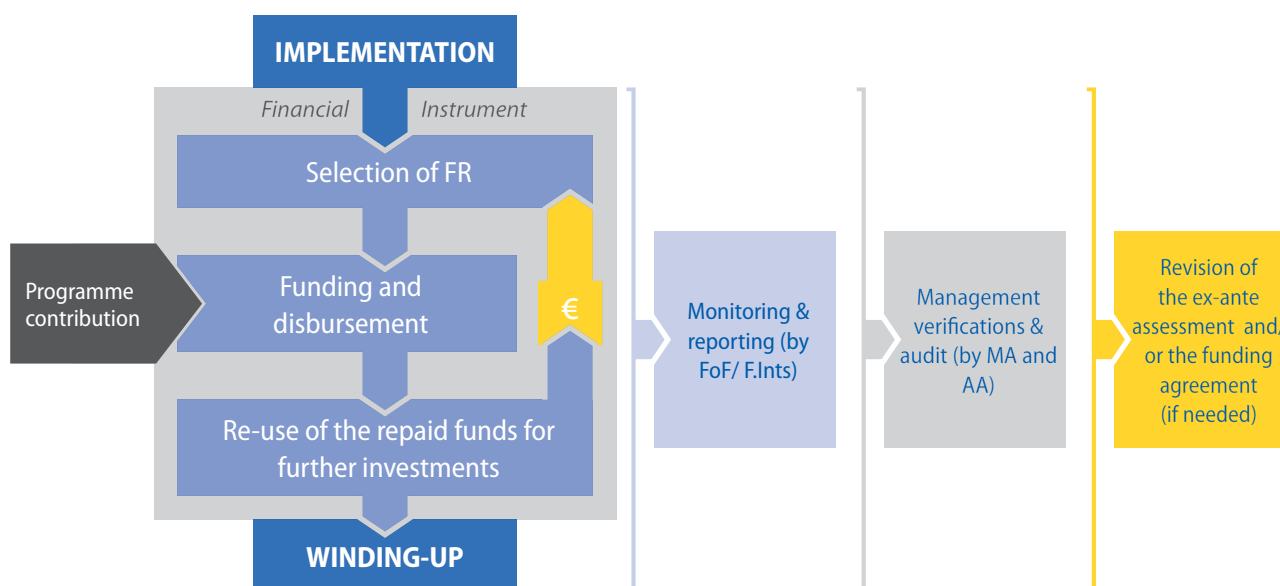 IMPLEMENTATION
Financial Instrument
Selection of FR
Programme
contribution
Funding and
disbursement
€
Re-use of the repaid funds for
further investments
WINDING-UP
Monitoring &
reporting (by
FoF/ F.Ints)
Management
verifications &
audit (by MA and
AA)
Revision of
the ex-ante
assessment and/
or the funding
agreement
(if needed)